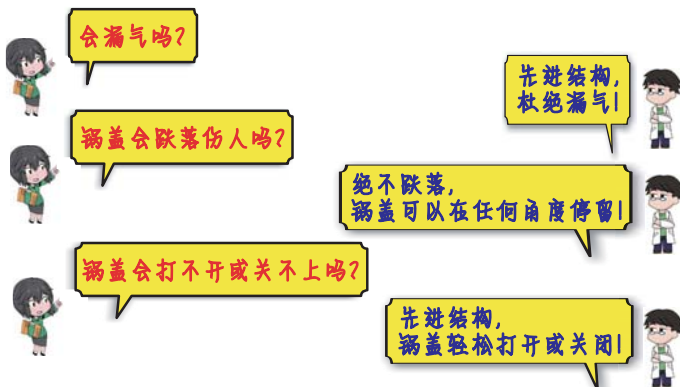 会漏气吗?
先进结构,
杜绝漏气!
锅盖会跌落伤人吗?
绝不跌落,
锅盖可以在任何角度停留!
锅盖会打不开或关不上吗?
先进结构,
锅盖轻松打开或关闭!